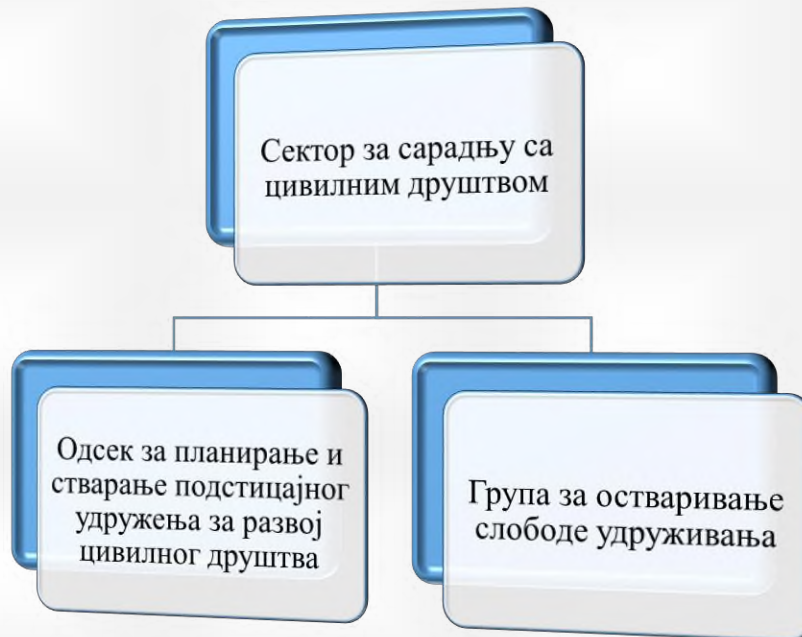 Сектор за сарадњу са
цивилним друштвом
Одсек за планирање и
стварање подстицајног
удружења за развој
цивилног друштва
Група за остваривање
слободе удруживања